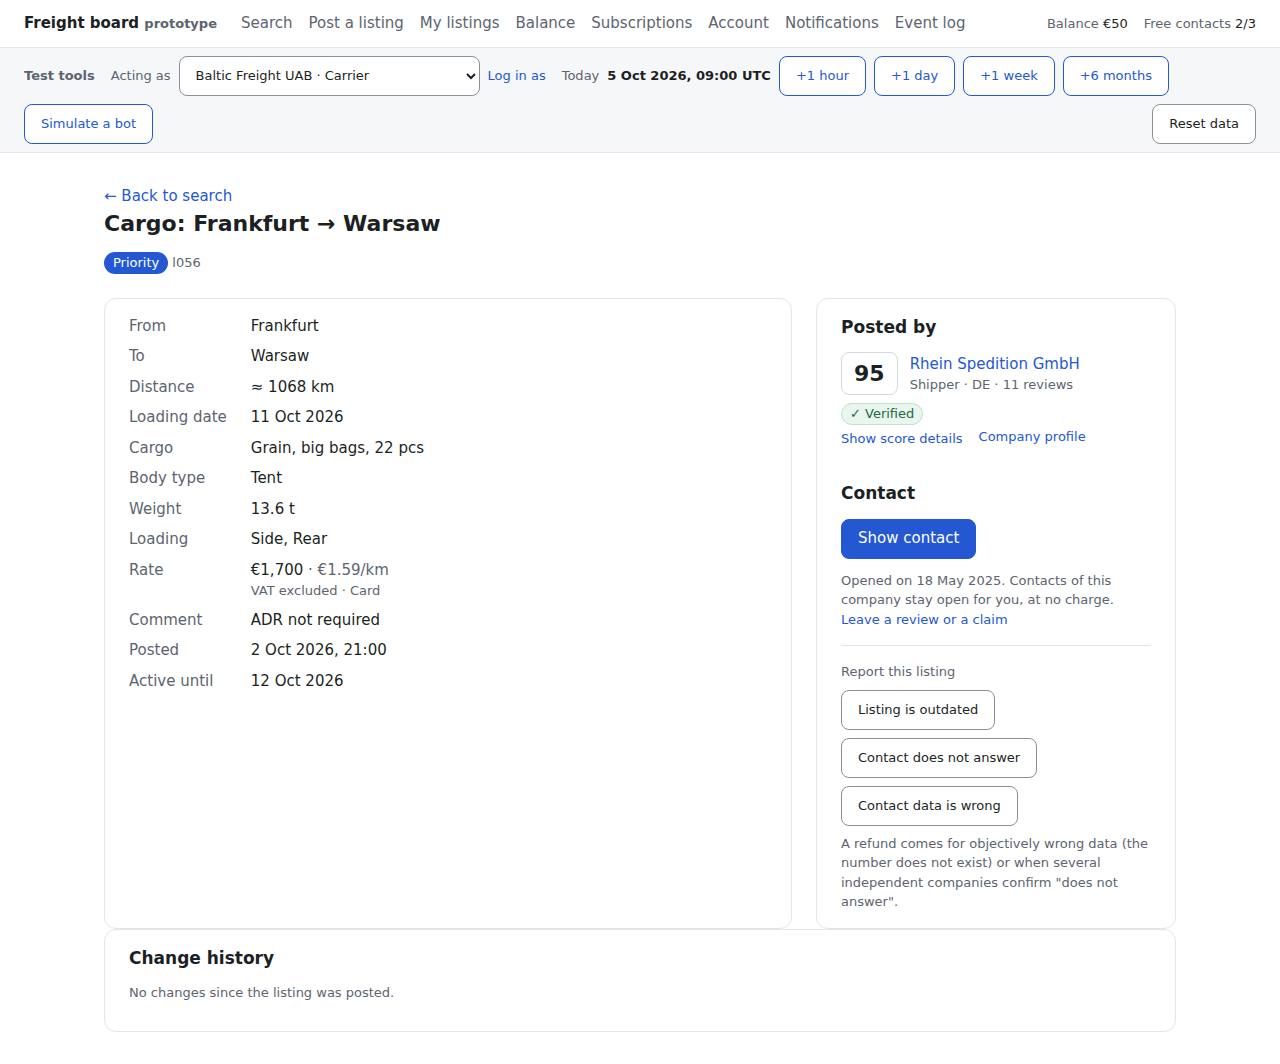 Freight board prototype Search Post a listing My listings Balance Subscriptions Account Notifications Event log Balance €50 Free contacts 2/3
Test tools Acting as Baltic Freight UAB · Carrier Log in as Today 5 Oct 2026, 09:00 UTC +1 hour +1 day +1 week +6 months
Simulate a bot Reset data
← Back to search
Cargo: Frankfurt → Warsaw
Priority l056
From Frankfurt
To Warsaw
Distance ≈ 1068 km
Loading date 11 Oct 2026
Cargo Grain, big bags, 22 pcs
Body type Tent
Weight 13.6 t
Loading Side, Rear
Rate €1,700 · €1.59/km
VAT excluded · Card
Comment ADR not required
Posted 2 Oct 2026, 21:00
Active until 12 Oct 2026
Posted by
95 Rhein Spedition GmbH
Shipper · DE · 11 reviews
✓ Verified
Show score details Company profile
Contact
Show contact
Opened on 18 May 2025. Contacts of this
company stay open for you, at no charge.
Leave a review or a claim
Report this listing
Listing is outdated
Contact does not answer
Contact data is wrong
A refund comes for objectively wrong data (the
number does not exist) or when several
independent companies confirm "does not
answer".
Change history
No changes since the listing was posted.